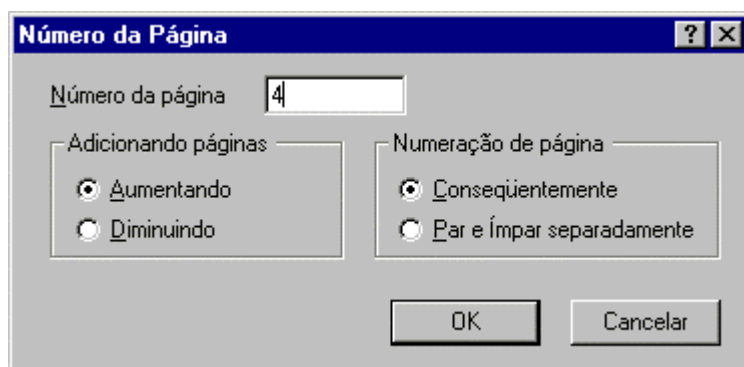 Número da Página
Número da página 4
Adicionando páginas
Aumentando
Diminuindo
Numeração de página
Conseqüentemente
Par e Ímpar separadamente
OK Cancelar